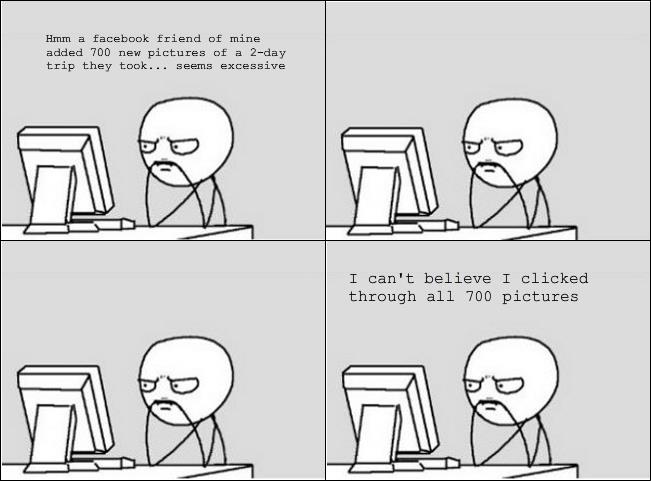 Hmm a facebook friend of mine
added 700 new pictures of a 2-day
trip they took... seems excessive
I can't believe I clicked
through all 700 pictures